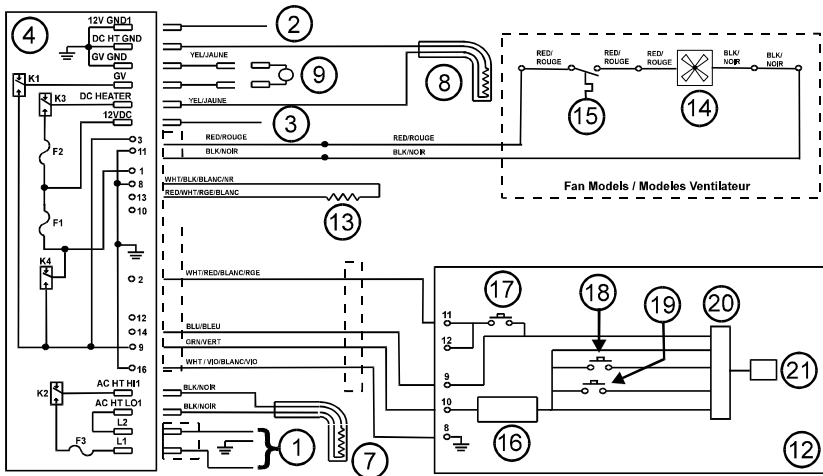 4
12V GND1
DC HT GND
GV GND
K1
GV
K3
DC HEATER
12VDC
3
F2
11
1
8
13
F1
10
K4
2
12
14
9
16
K2
AC HT HI1
AC HT LO1
L2
F3
L1
2
YEL/JAUNE
9
8
YEL/JAUNE
3
RED/ROUGE
RED/ROUGE
BLK/NOIR
BLK/NOIR
WHT/BLK/BLANC/NR
RED/WHT/RGE/BLANC
13
WHT/RED/BLANC/RGE
BLU/BLEU
GRN/VERT
WHT / VIO/BLANC/VIO
BLK/NOIR
BLK/NOIR
1
7
RED/
ROUGE
RED/
ROUGE
RED/
ROUGE
BLK/
NOIR
BLK/
NOIR
15
14
Fan Models / Modeles Ventilateur
17
18
19
20
11
12
9
10
8
16
21
12